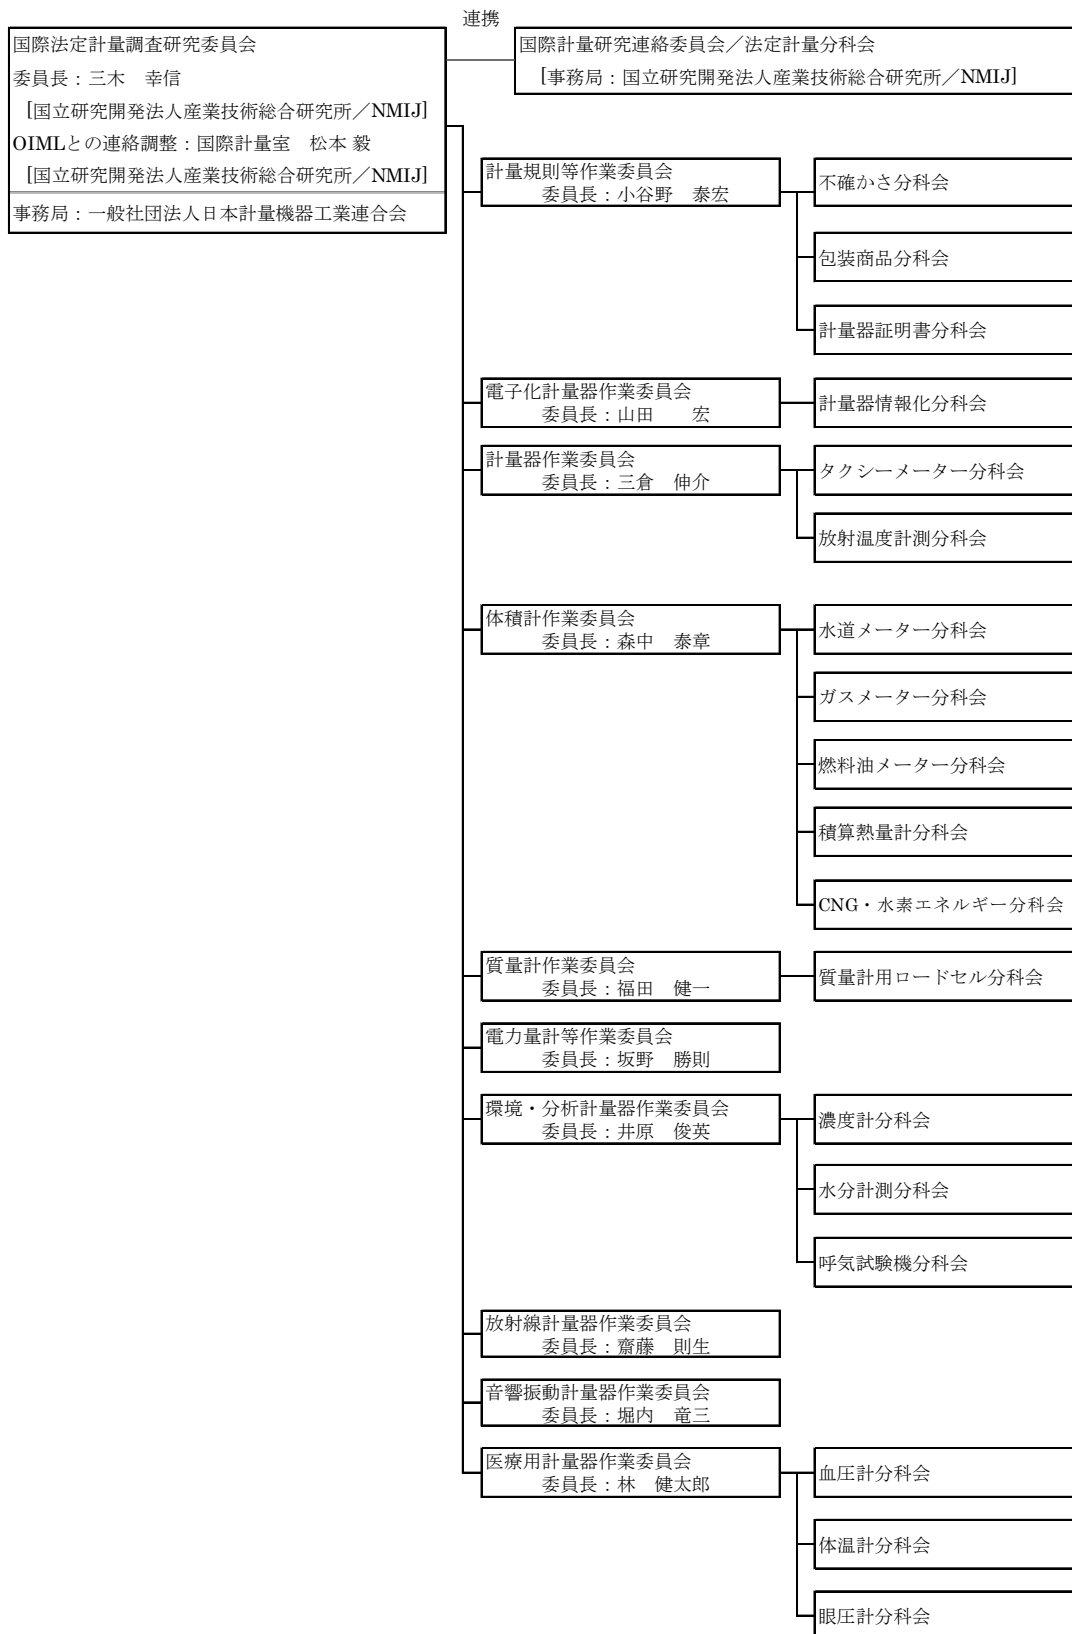 連携
国際法定計量調査研究委員会
委員長：三木　幸信
［国立研究開発法人産業技術総合研究所／NMIJ］
OIMLとの連絡調整：国際計量室　松本 毅
［国立研究開発法人産業技術総合研究所／NMIJ］
事務局：一般社団法人日本計量機器工業連合会
国際計量研究連絡委員会／法定計量分科会
［事務局：国立研究開発法人産業技術総合研究所／NMIJ］
計量規則等作業委員会
委員長：小谷野　泰宏
不確かさ分科会
包装商品分科会
計量器証明書分科会
電子化計量器作業委員会
委員長：山田　　宏
計量器情報化分科会
計量器作業委員会
委員長：三倉　伸介
タクシーメーター分科会
放射温度計測分科会
体積計作業委員会
委員長：森中　泰章
水道メーター分科会
ガスメーター分科会
燃料油メーター分科会
積算熱量計分科会
CNG・水素エネルギー分科会
質量計作業委員会
委員長：福田　健一
質量計用ロードセル分科会
電力量計等作業委員会
委員長：坂野　勝則
環境・分析計量器作業委員会
委員長：井原　俊英
濃度計分科会
水分計測分科会
呼気試験機分科会
放射線計量器作業委員会
委員長：齋藤　則生
音響振動計量器作業委員会
委員長：堀内　竜三
医療用計量器作業委員会
委員長：林　健太郎
血圧計分科会
体温計分科会
眼圧計分科会